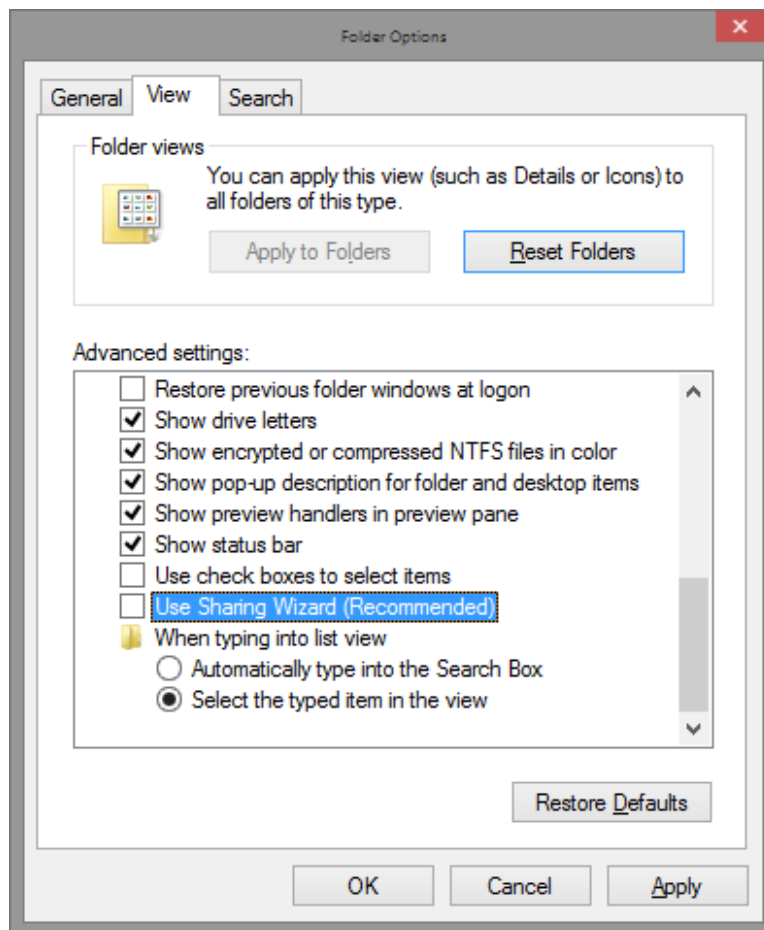 Folder Options
General
View
Search
Folder views
You can apply this view (such as Details or Icons) to
all folders of this type.
Apply to Folders
Reset Folders
Advanced settings:
Restore previous folder windows at logon
Show drive letters
Show encrypted or compressed NTFS files in color
Show pop-up description for folder and desktop items
Show preview handlers in preview pane
Show status bar
Use check boxes to select items
Use Sharing Wizard (Recommended)
When typing into list view
Automatically type into the Search Box
Select the typed item in the view
Restore Defaults
OK
Cancel
Apply